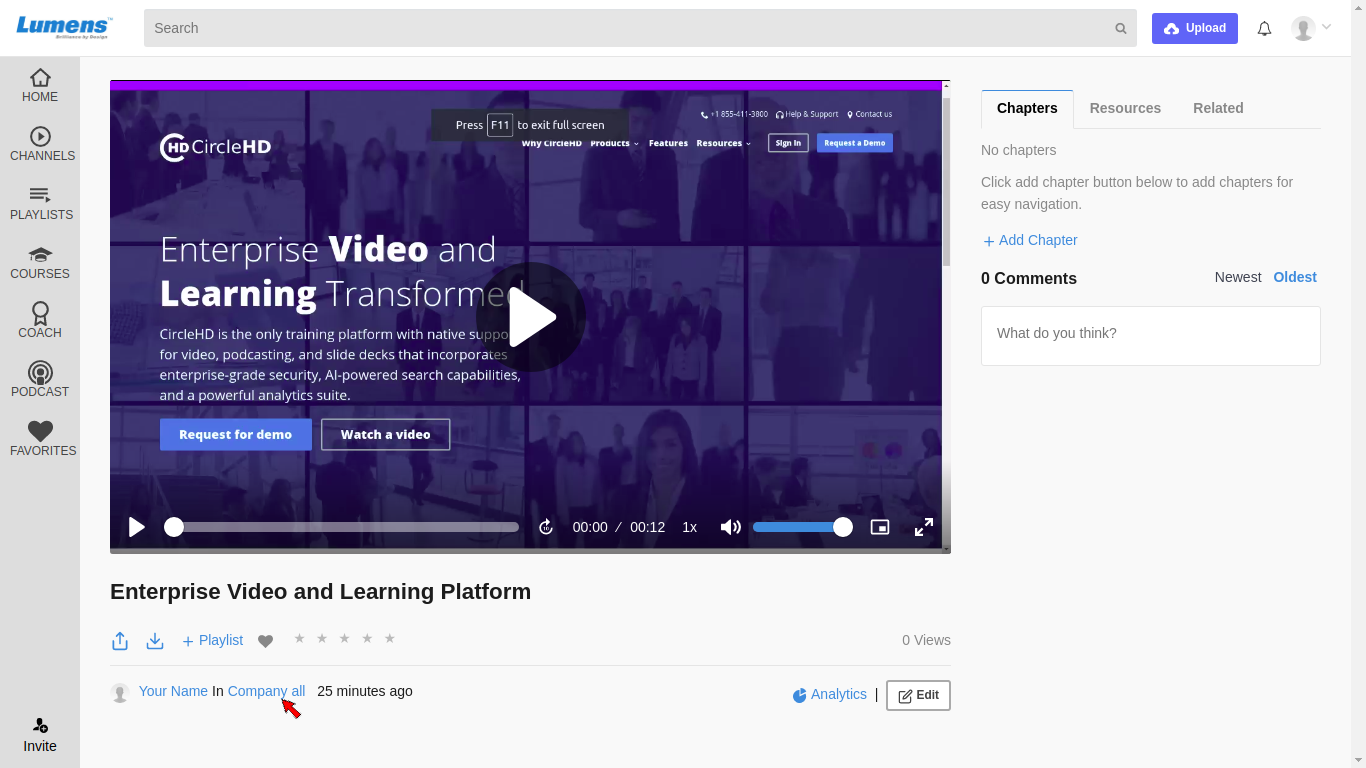 Lumens
Brilliance by Design
Search
Upload
HOME
CHANNELS
PLAYLISTS
COURSES
COACH
PODCAST
FAVORITES
Invite
+1 855-411-3800 Help & Support Contact us
Press F11 to exit full screen
HD CircleHD
Why CircleHD Products Features Resources Sign In Request a Demo
Enterprise Video and
Learning Transformed
CircleHD is the only training platform with native support
for video, podcasting, and slide decks that incorporates
enterprise-grade security, AI-powered search capabilities,
and a powerful analytics suite.
Request for demo Watch a video
00:00 / 00:12 1x
Enterprise Video and Learning Platform
+ Playlist
0 Views
Your Name In Company all 25 minutes ago
Analytics | Edit
Chapters Resources Related
No chapters
Click add chapter button below to add chapters for
easy navigation.
+ Add Chapter
0 Comments Newest Oldest
What do you think?